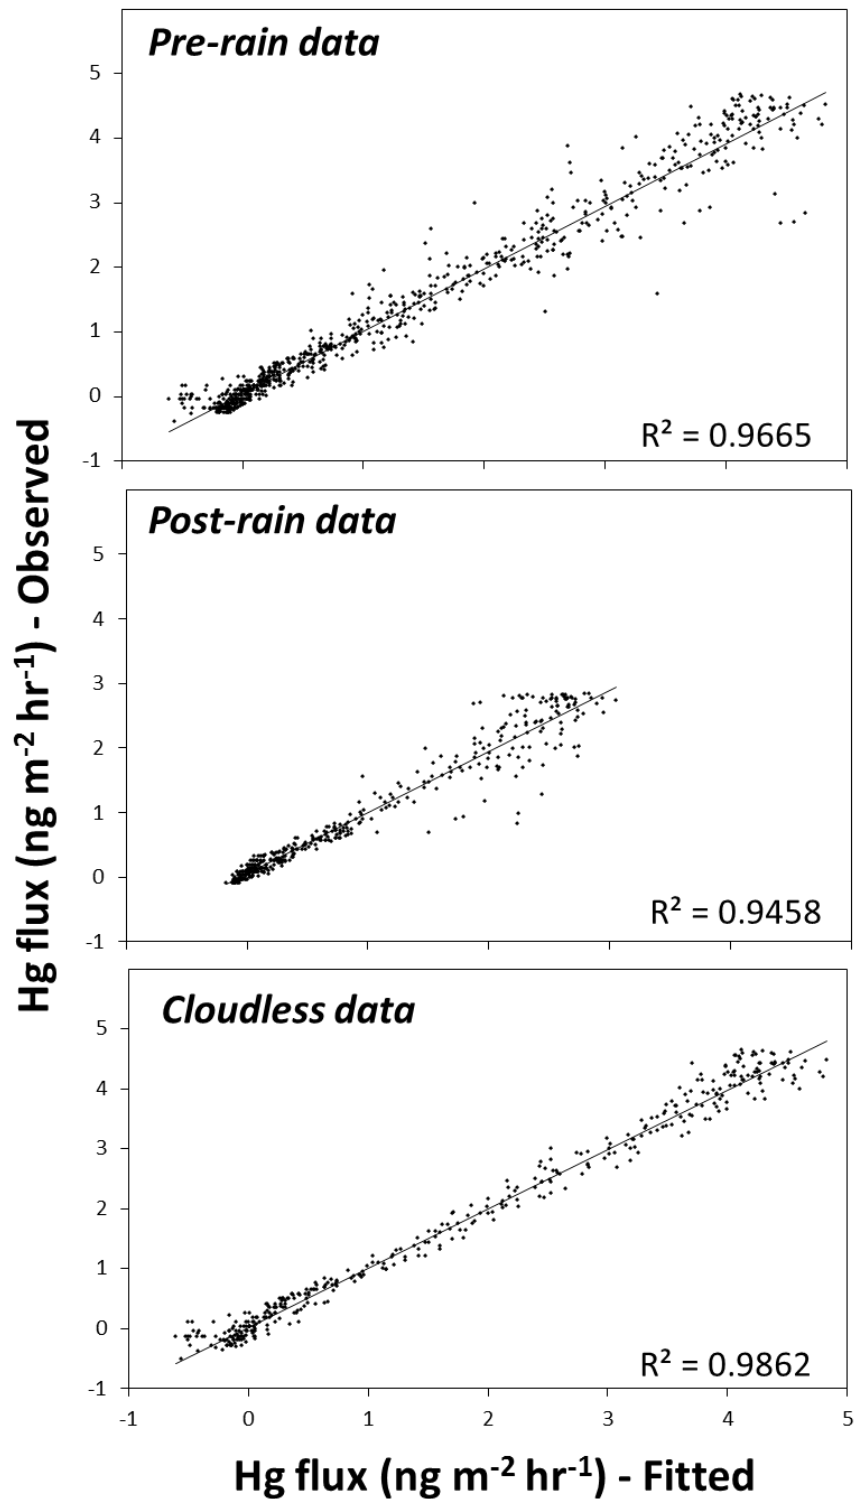 Pre-rain data
5
4
3
2
1
0
-1
R² = 0.9665
Post-rain data
5
4
3
2
1
0
-1
R² = 0.9458
Cloudless data
5
4
3
2
1
0
-1
R² = 0.9862
-1 0 1 2 3 4 5
Hg flux (ng m⁻² hr⁻¹) - Observed
Hg flux (ng m⁻² hr⁻¹) - Fitted